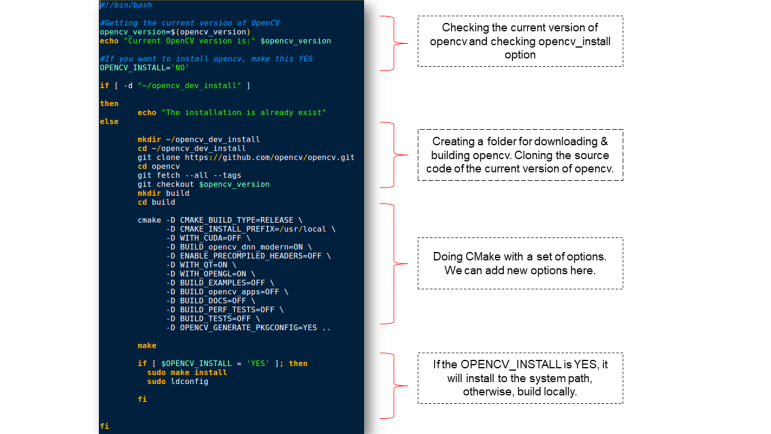 #!/bin/bash
#Getting the current version of OpenCV
opencv_version=$(opencv_version)
echo "Current OpenCV version is:" $opencv_version
#If you want to install opencv, make this YES
OPENCV_INSTALL='NO'
if [ -d "~/opencv_dev_install" ]
then
echo "The installation is already exist"
else
mkdir ~/opencv_dev_install
cd ~/opencv_dev_install
git clone https://github.com/opencv/opencv.git
cd opencv
git fetch --all --tags
git checkout $opencv_version
mkdir build
cd build
cmake -D CMAKE_BUILD_TYPE=RELEASE \
-D CMAKE_INSTALL_PREFIX=/usr/local \
-D WITH_CUDA=OFF \
-D BUILD_opencv_dnn_modern=ON \
-D ENABLE_PRECOMPILED_HEADERS=OFF \
-D WITH_QT=ON \
-D WITH_OPENGL=ON \
-D BUILD_EXAMPLES=OFF \
-D BUILD_opencv_apps=OFF \
-D BUILD_DOCS=OFF \
-D BUILD_PERF_TESTS=OFF \
-D BUILD_TESTS=OFF \
-D OPENCV_GENERATE_PKGCONFIG=YES ..
make
if [ $OPENCV_INSTALL = 'YES' ]; then
sudo make install
sudo ldconfig
fi
fi
Checking the current version of
opencv and checking opencv_install
option
Creating a folder for downloading &
building opencv. Cloning the source
code of the current version of opencv.
Doing CMake with a set of options.
We can add new options here.
If the OPENCV_INSTALL is YES, it
will install to the system path,
otherwise, build locally.